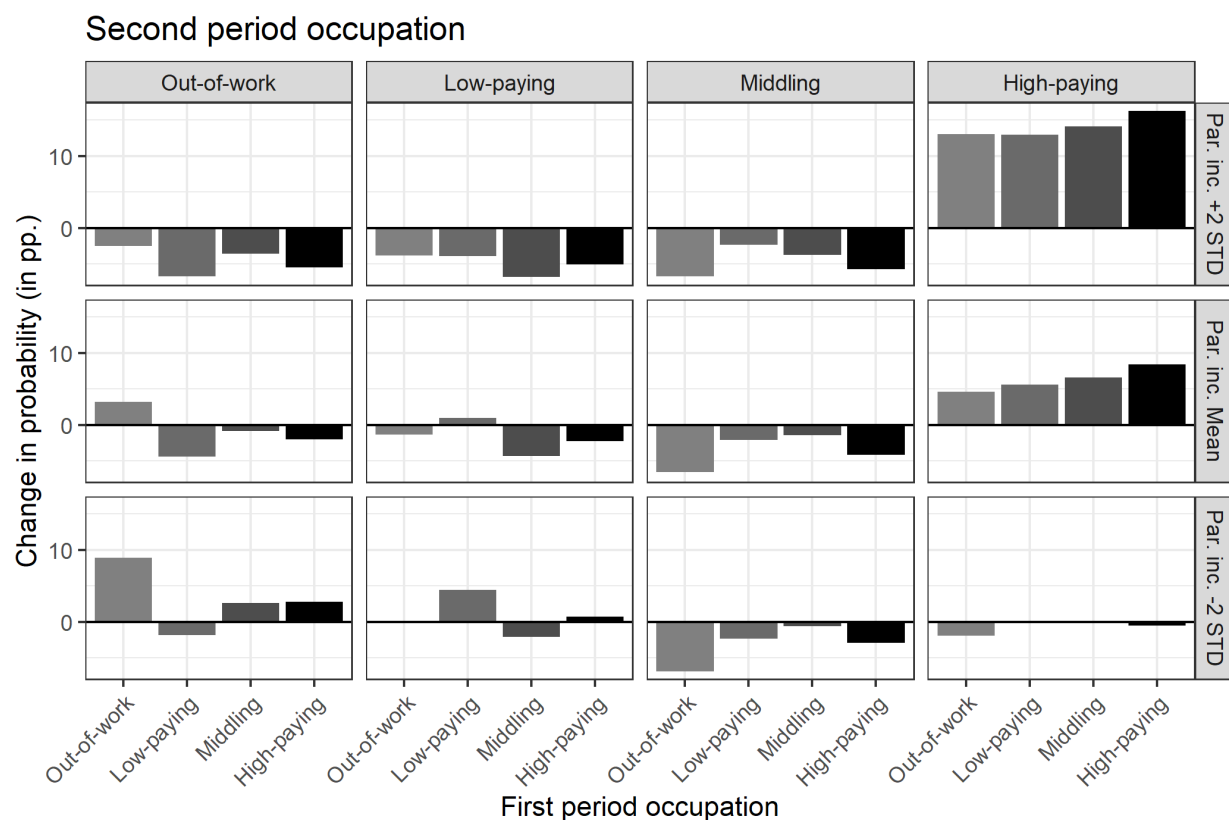 Second period occupation
Out-of-work Low-paying Middling High-paying
Change in probability (in pp.)
10
0
Par. inc. +2 STD
10
0
Par. inc. Mean
10
0
Par. inc. -2 STD
Out-of-work Low-paying Middling High-paying Out-of-work Low-paying Middling High-paying Out-of-work Low-paying Middling High-paying Out-of-work Low-paying Middling High-paying
First period occupation